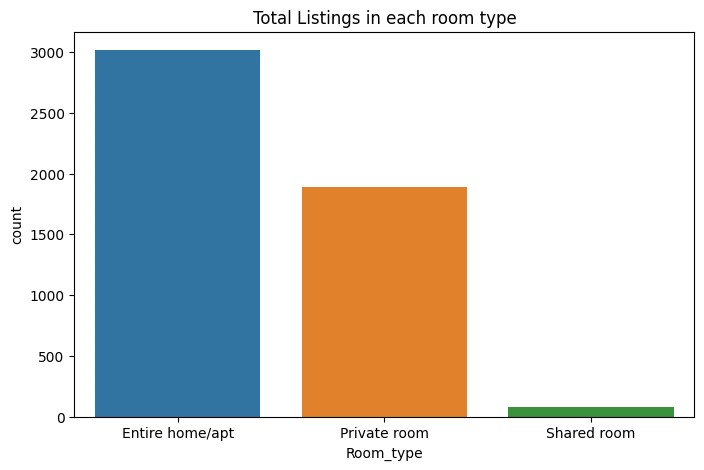 Total Listings in each room type
count
3000
2500
2000
1500
1000
500
0
Entire home/apt Private room Shared room
Room_type